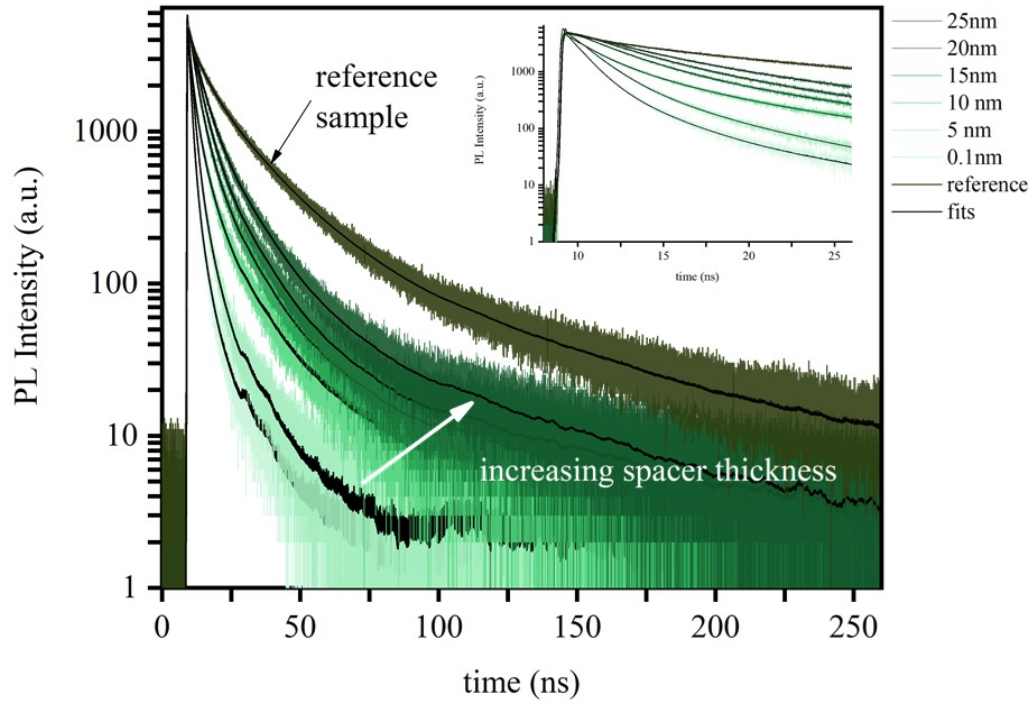 PL Intensity (a.u.)
1000
100
10
1
0
50
100
150
200
250
time (ns)
reference
sample
increasing spacer thickness
PL Intensity (a.u.)
1000
100
10
1
10
15
20
25
time (ns)
25nm
20nm
15nm
10 nm
5 nm
0.1nm
reference
fits